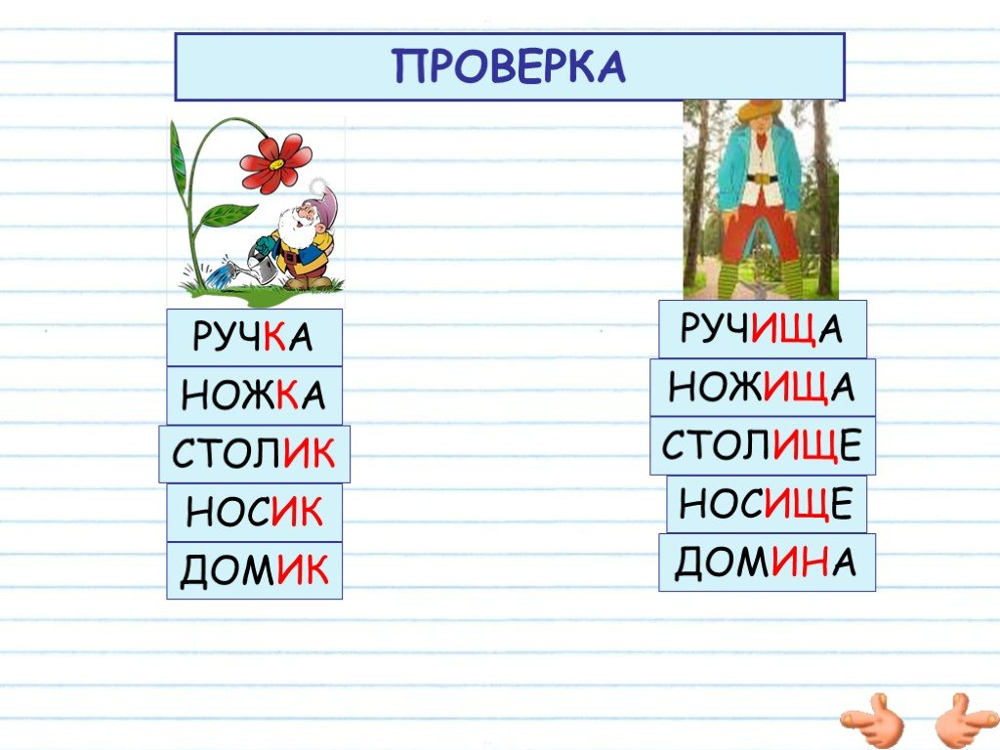 ПРОВЕРКА
РУЧКА
НОЖКА
СТОЛИК
НОСИК
ДОМИК
РУЧИЩА
НОЖИЩА
СТОЛИЩЕ
НОСИЩЕ
ДОМИНА